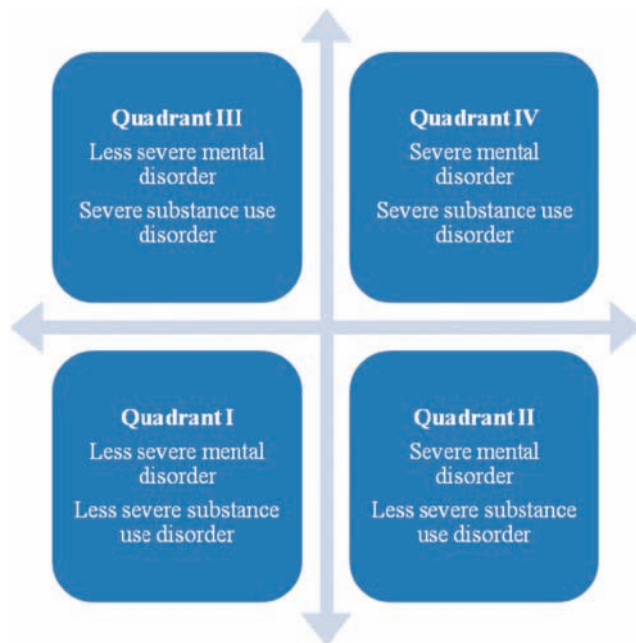 Quadrant III
Less severe mental
disorder
Severe substance use
disorder
Quadrant IV
Severe mental
disorder
Severe substance use
disorder
Quadrant I
Less severe mental
disorder
Less severe substance
use disorder
Quadrant II
Severe mental
disorder
Less severe substance
use disorder